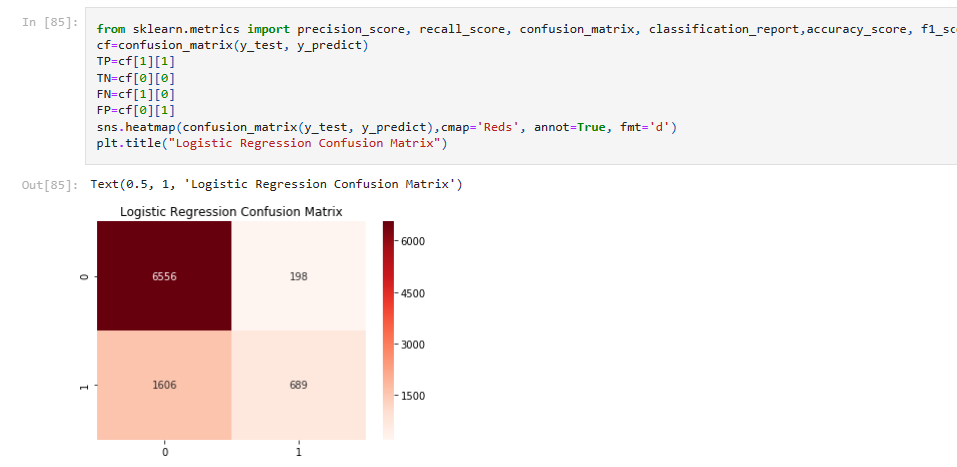 In [85]:
from sklearn.metrics import precision_score, recall_score, confusion_matrix, classification_report,accuracy_score, f1_sc
cf=confusion_matrix(y_test, y_predict)
TP=cf[1][1]
TN=cf[0][0]
FN=cf[1][0]
FP=cf[0][1]
sns.heatmap(confusion_matrix(y_test, y_predict),cmap='Reds', annot=True, fmt='d')
plt.title("Logistic Regression Confusion Matrix")
Out[85]: Text(0.5, 1, 'Logistic Regression Confusion Matrix')
Logistic Regression Confusion Matrix
0 6556 198
1 1606 689
0 1
6000
4500
3000
1500